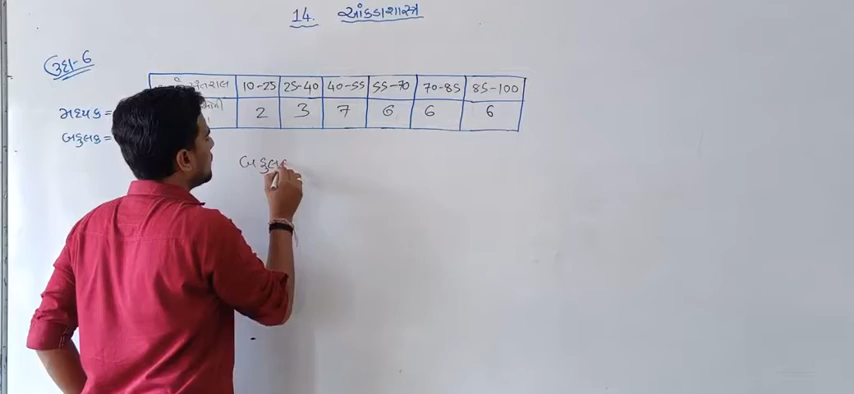 14. આંકડાશાસ્ત્ર
ઉદા-6
10-25 25-40 40-55 55-70 70-85 85-100
મધ્યક =
2 3 7 6 6 6
બહુલક =
બહુલક